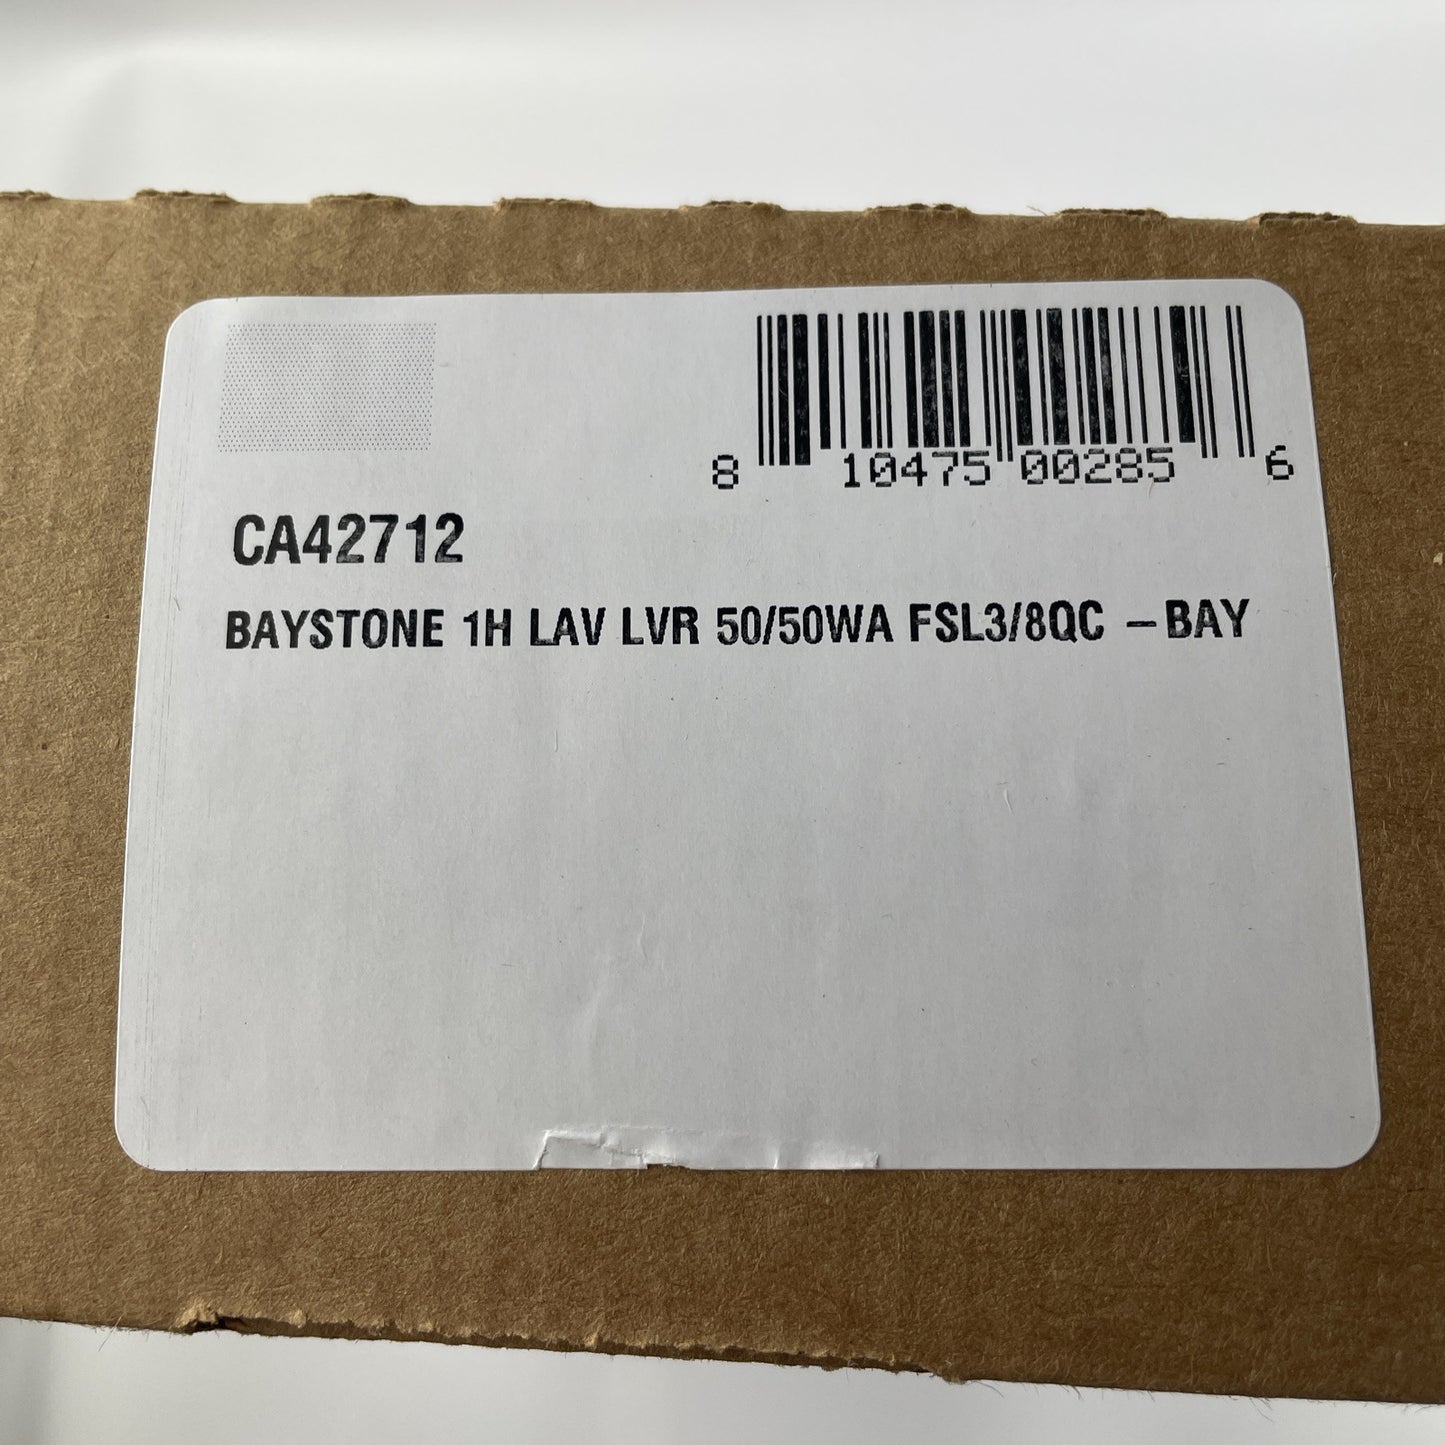 8 10475 00285 6
CA42712
BAYSTONE 1H LAV LVR 50/50WA FSL3/8QC -BAY